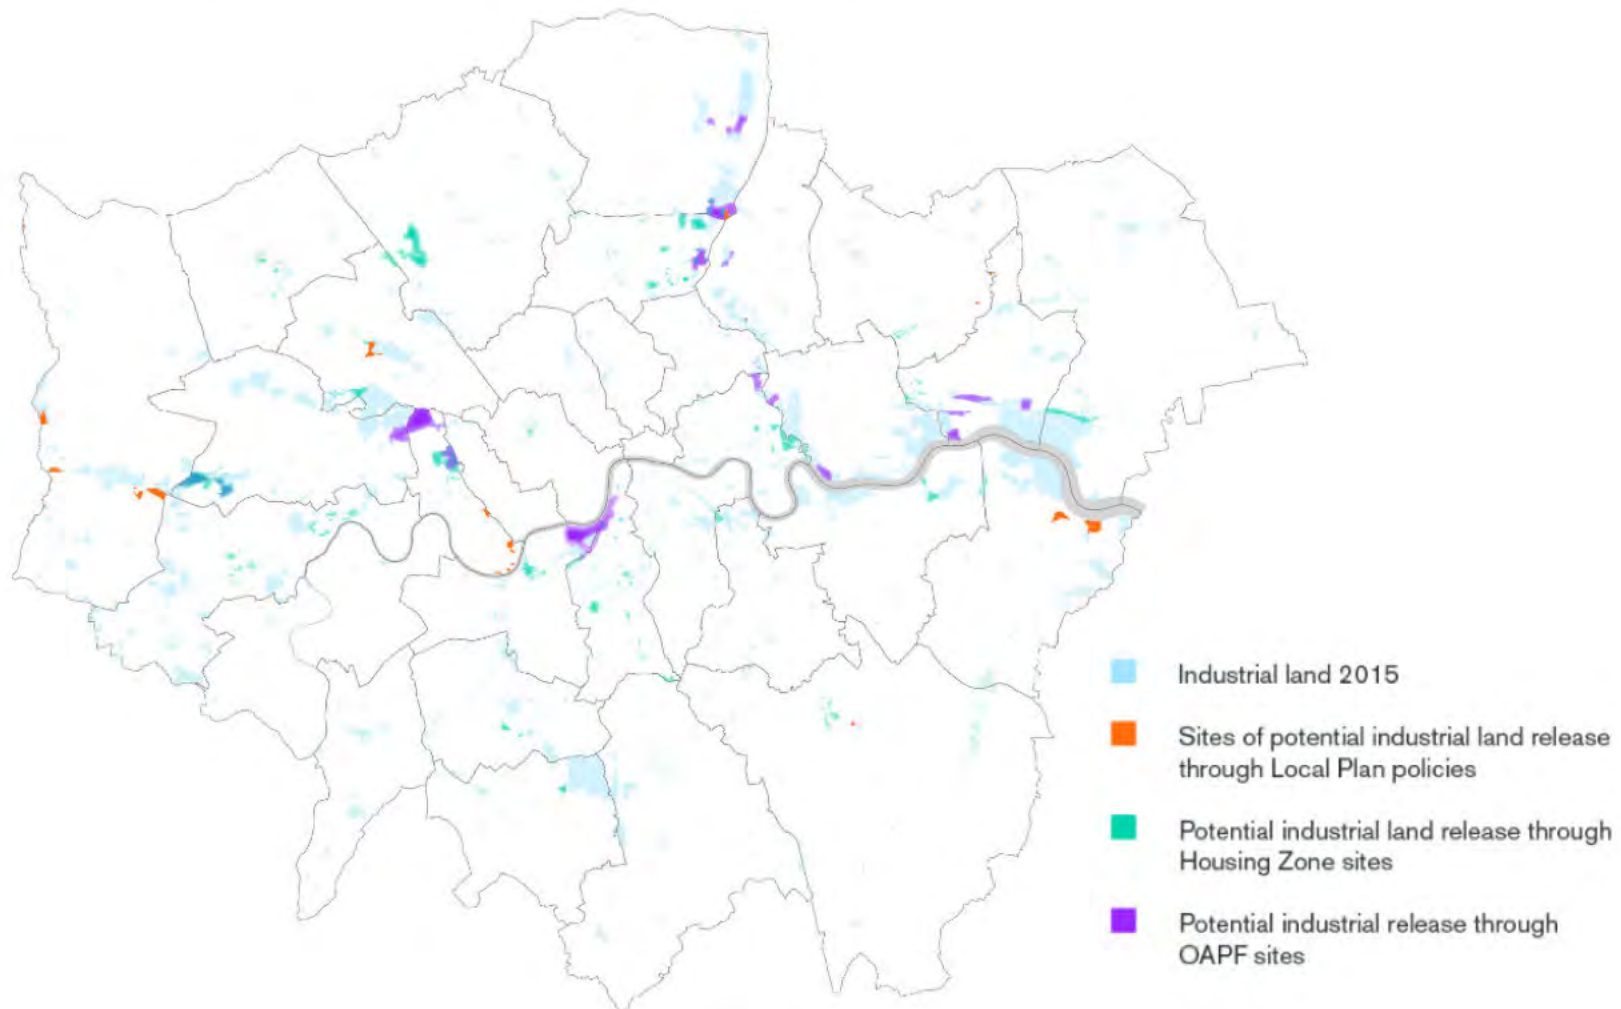 Industrial land 2015
Sites of potential industrial land release
through Local Plan policies
Potential industrial land release through
Housing Zone sites
Potential industrial release through
OAPF sites